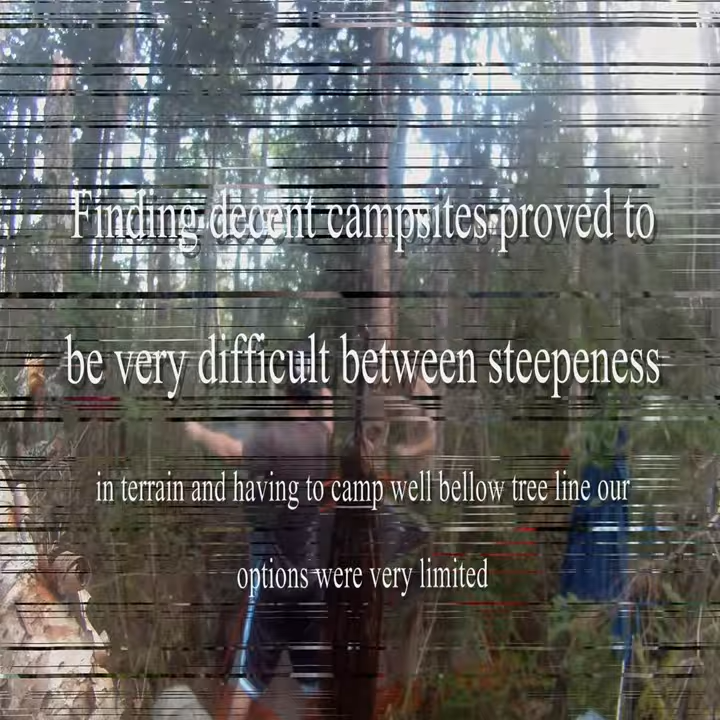 Finding decent campsites proved to
be very difficult between steepeness
in terrain and having to camp well bellow tree line our
options were very limited